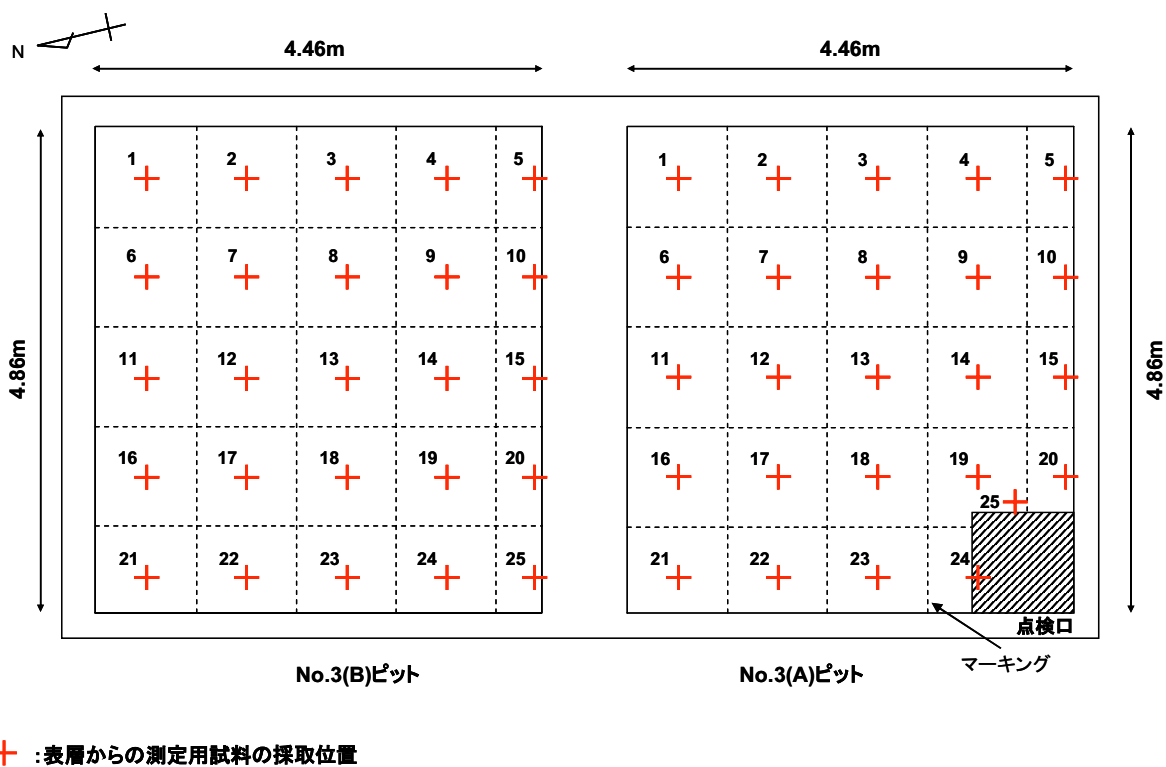 N
4.46m
4.46m
1 2 3 4 5
1 2 3 4 5
6 7 8 9 10
6 7 8 9 10
4.86m
4.86m
11 12 13 14 15
11 12 13 14 15
16 17 18 19 20
16 17 18 19 20
25
21 22 23 24 25
21 22 23 24
点検口
マーキング
No.3(B)ピット
No.3(A)ピット
:表層からの測定用試料の採取位置